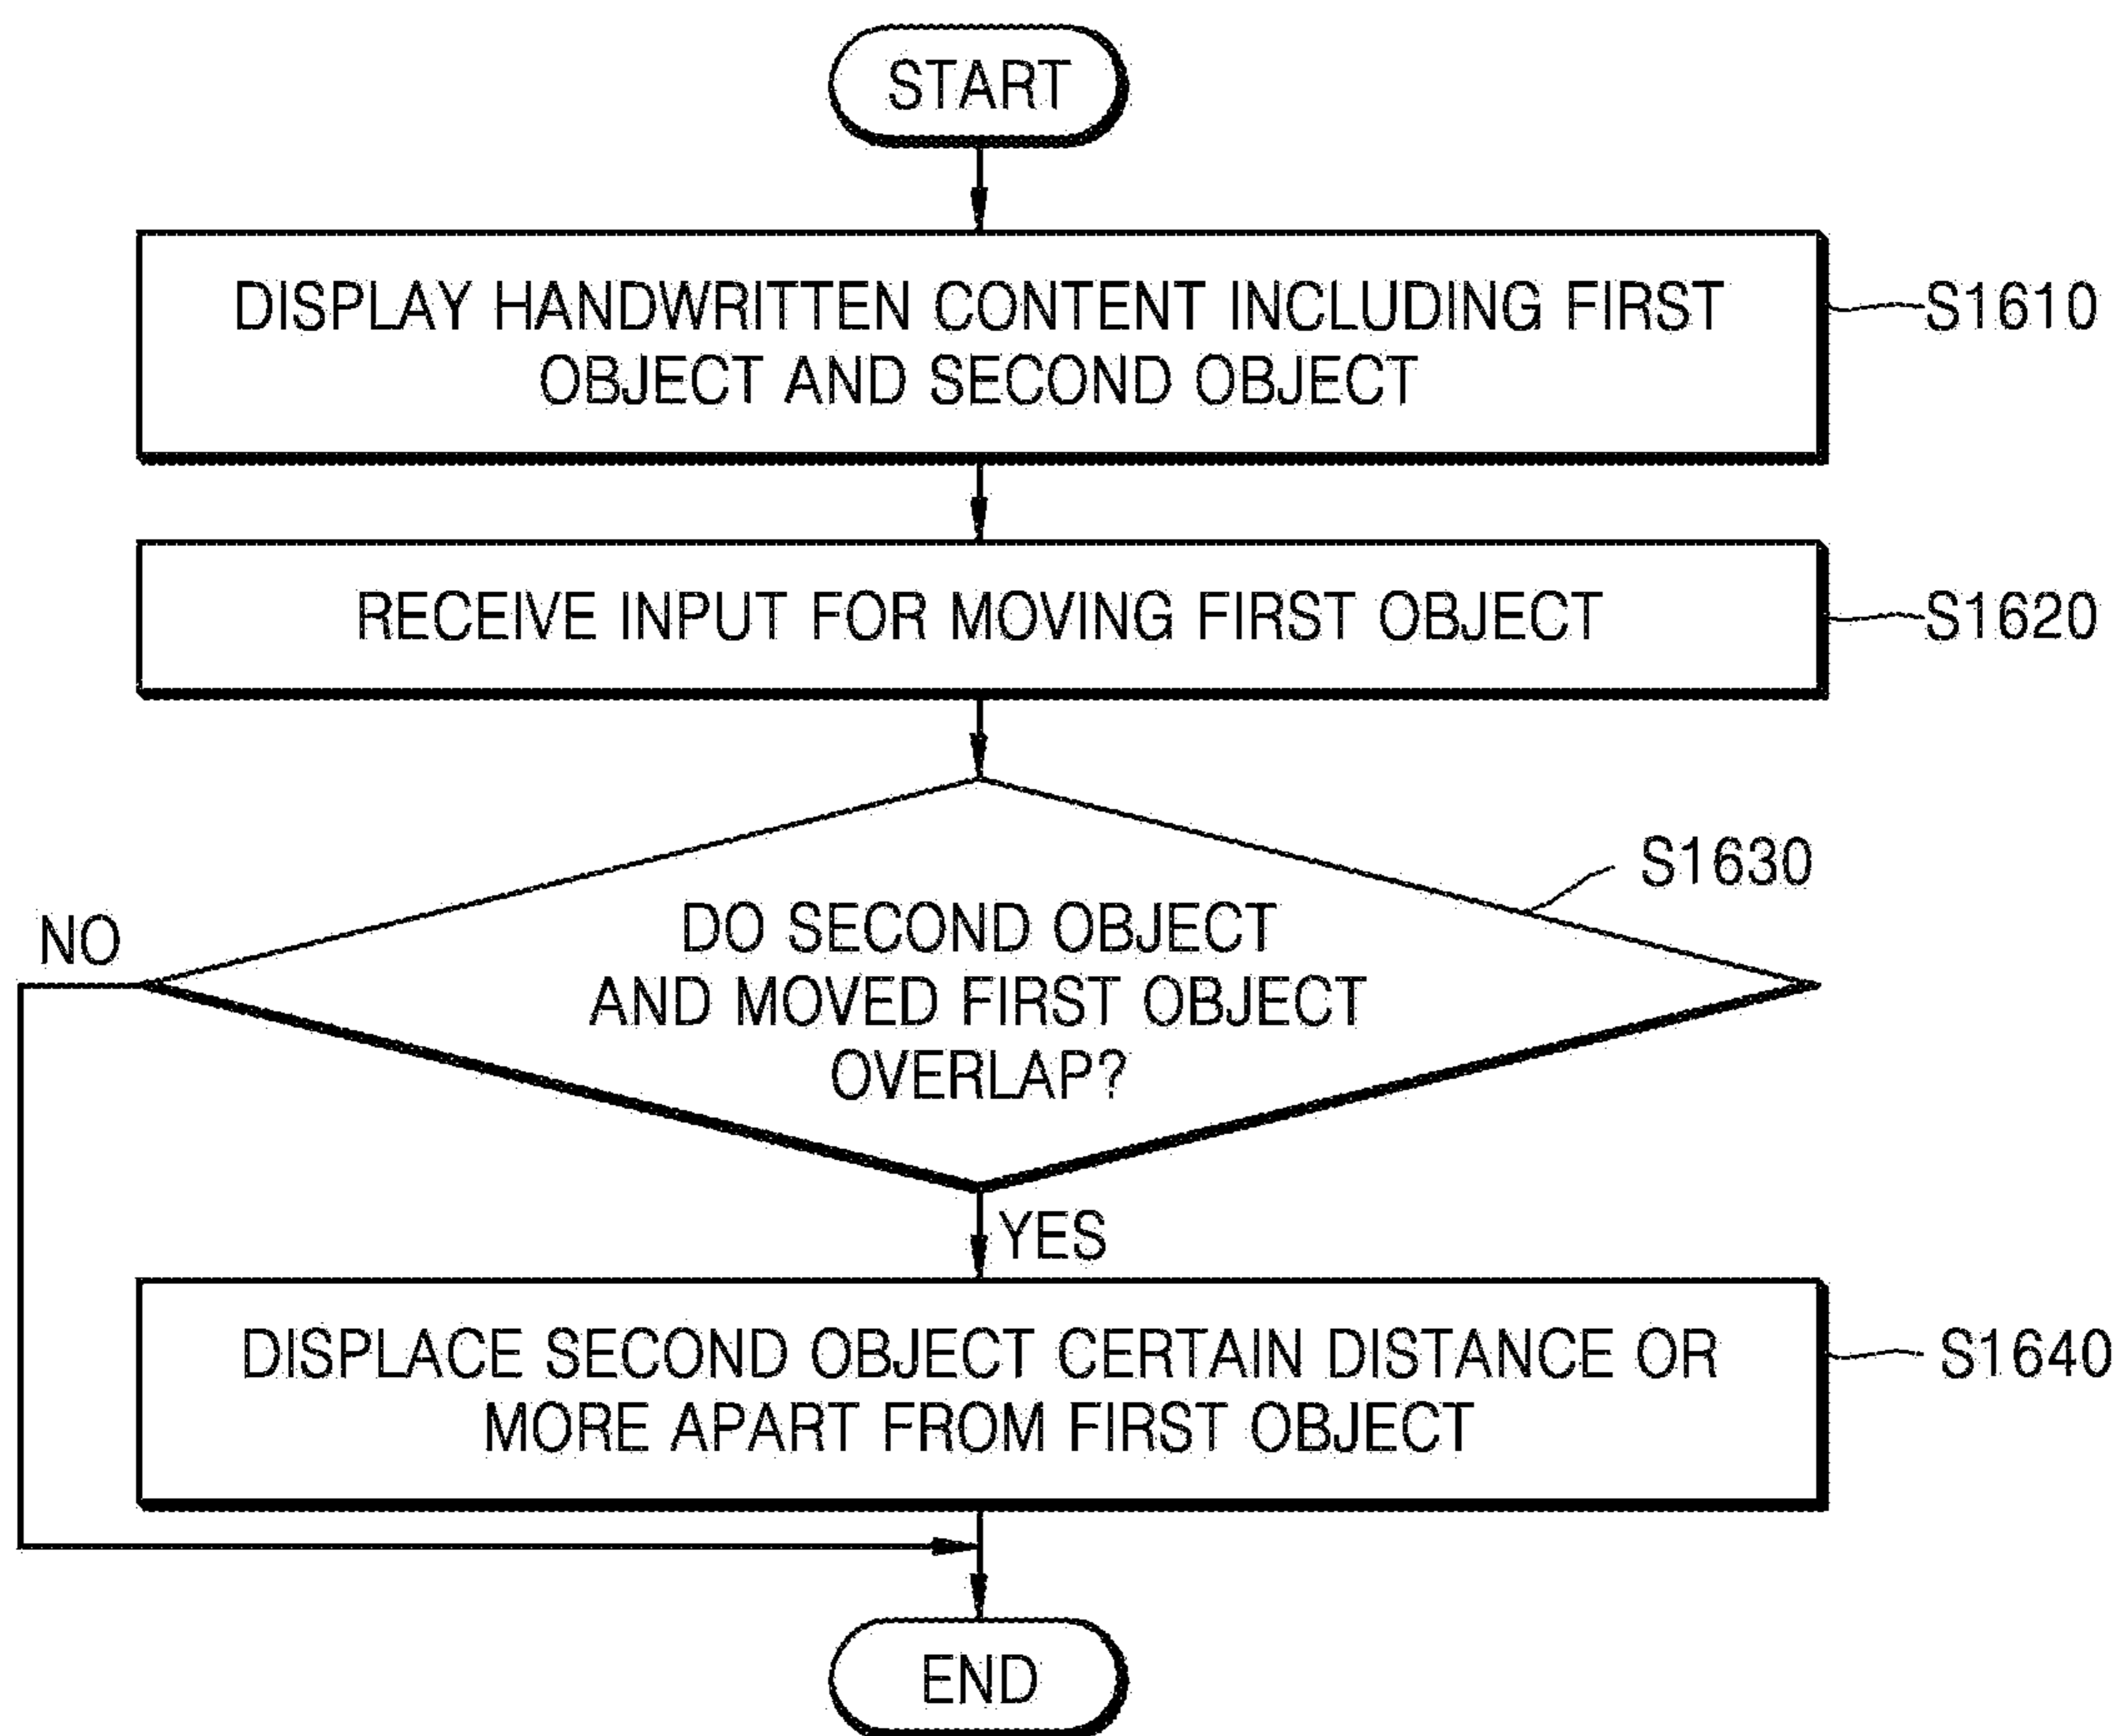 START
DISPLAY HANDWRITTEN CONTENT INCLUDING FIRST
OBJECT AND SECOND OBJECT
S1610
RECEIVE INPUT FOR MOVING FIRST OBJECT
S1620
S1630
DO SECOND OBJECT
AND MOVED FIRST OBJECT
OVERLAP?
NO
YES
DISPLACE SECOND OBJECT CERTAIN DISTANCE OR
MORE APART FROM FIRST OBJECT
S1640
END